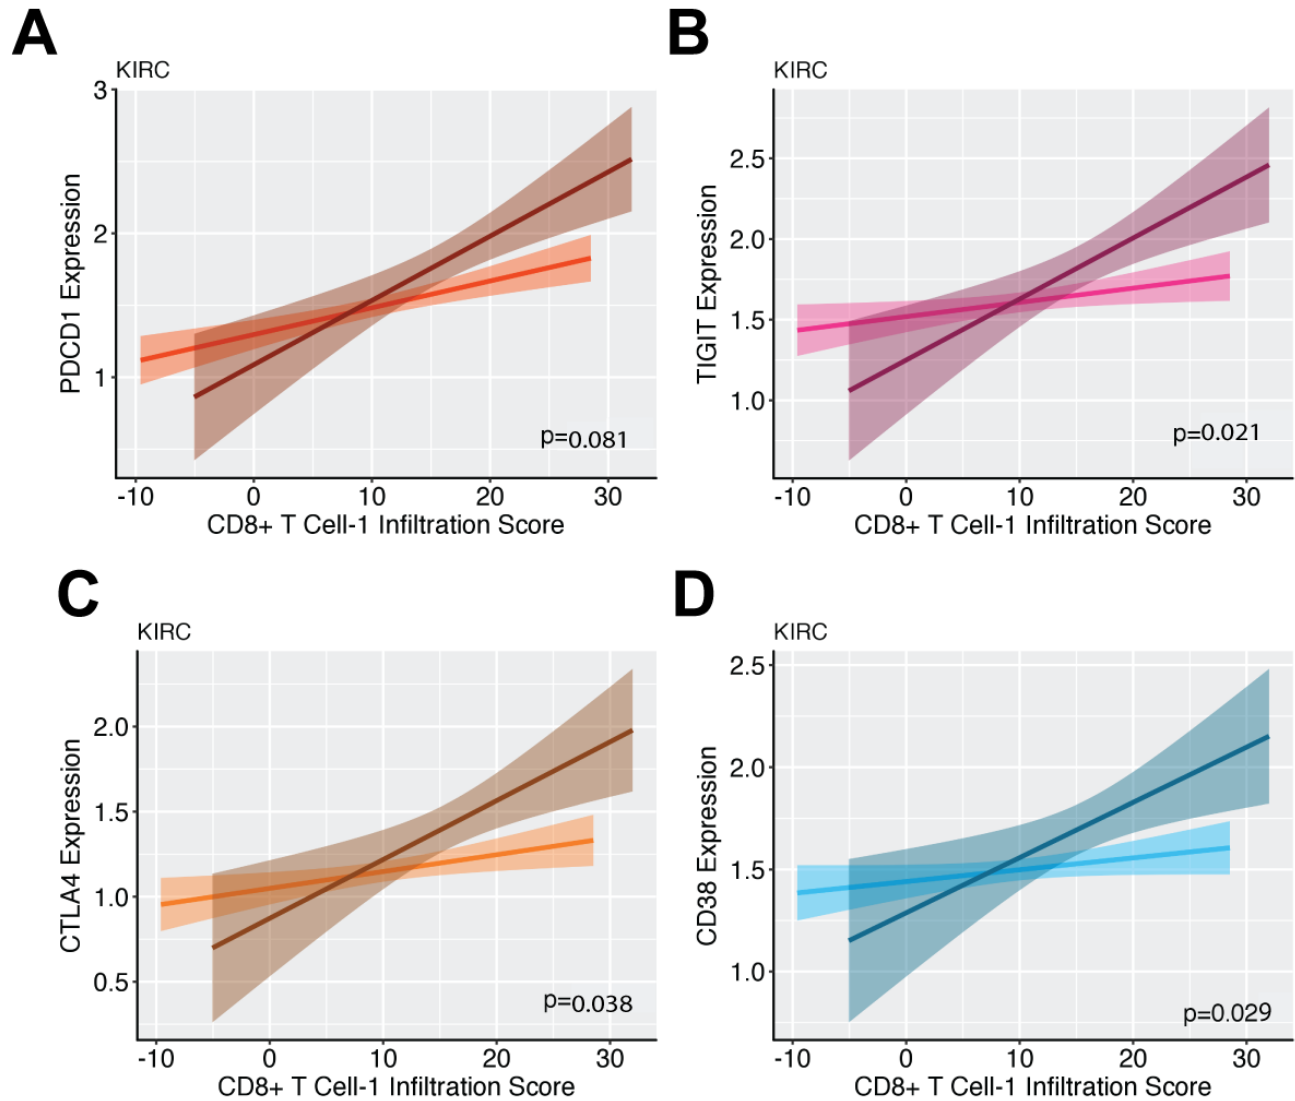 A
KIRC
PDCD1 Expression
3
2
1
p=0.081
-10 0 10 20 30
CD8+ T Cell-1 Infiltration Score
B
KIRC
TIGIT Expression
2.5
2.0
1.5
1.0
p=0.021
-10 0 10 20 30
CD8+ T Cell-1 Infiltration Score
C
KIRC
CTLA4 Expression
2.0
1.5
1.0
0.5
p=0.038
-10 0 10 20 30
CD8+ T Cell-1 Infiltration Score
D
KIRC
CD38 Expression
2.5
2.0
1.5
1.0
p=0.029
-10 0 10 20 30
CD8+ T Cell-1 Infiltration Score